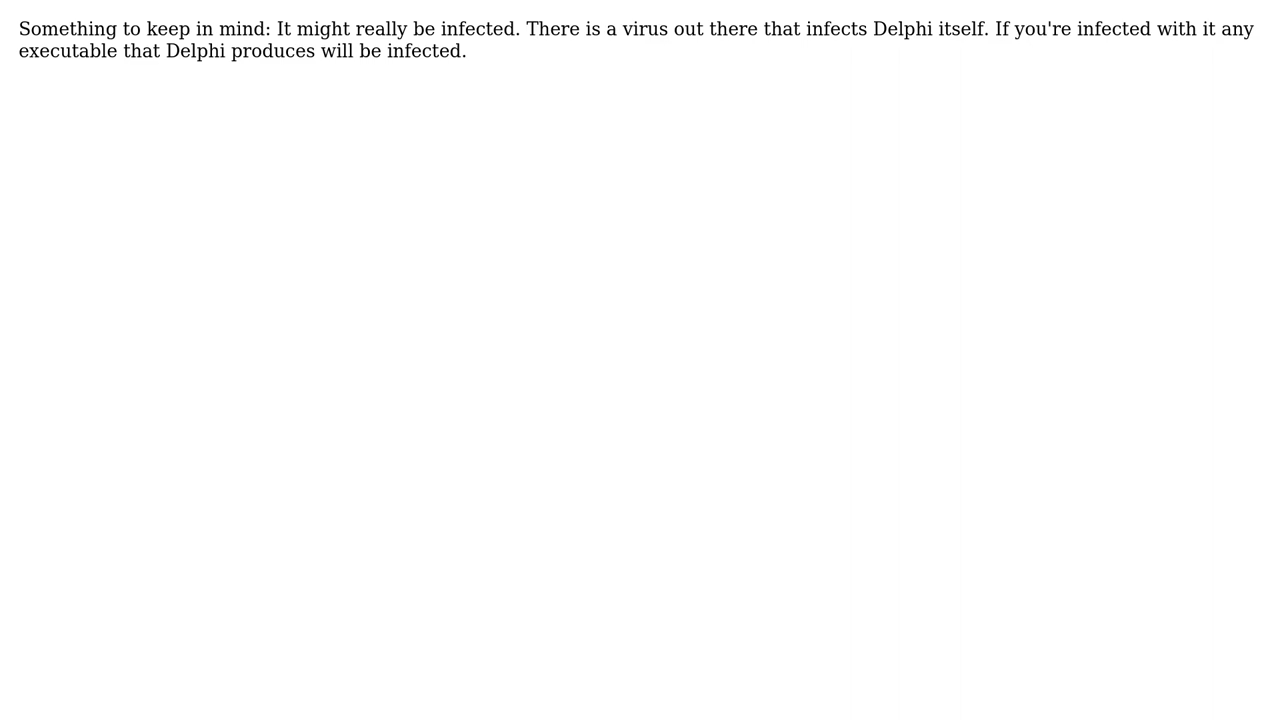 Something to keep in mind: It might really be infected. There is a virus out there that infects Delphi itself. If you're infected with it any
executable that Delphi produces will be infected.